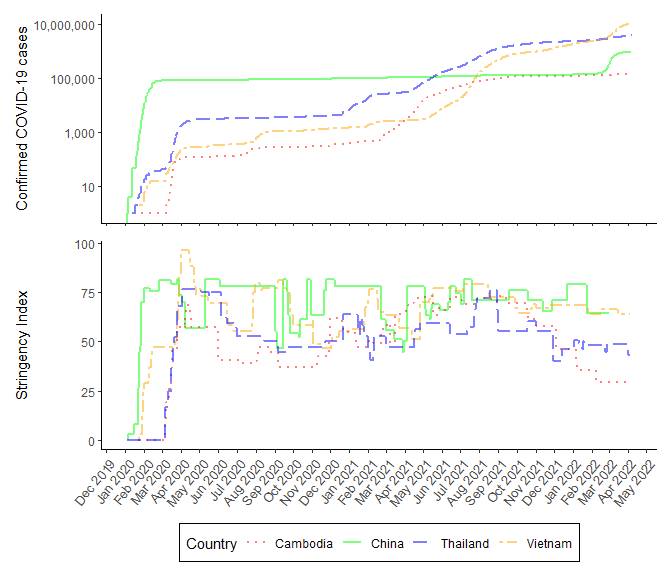 Confirmed COVID-19 cases
10,000,000
100,000
1,000
10
Stringency Index
100
75
50
25
0
Dec 2019
Jan 2020
Feb 2020
Mar 2020
Apr 2020
May 2020
Jun 2020
Jul 2020
Aug 2020
Sep 2020
Oct 2020
Nov 2020
Dec 2020
Jan 2021
Feb 2021
Mar 2021
Apr 2021
May 2021
Jun 2021
Jul 2021
Aug 2021
Sep 2021
Oct 2021
Nov 2021
Dec 2021
Jan 2022
Feb 2022
Mar 2022
Apr 2022
May 2022
Country Cambodia China Thailand Vietnam